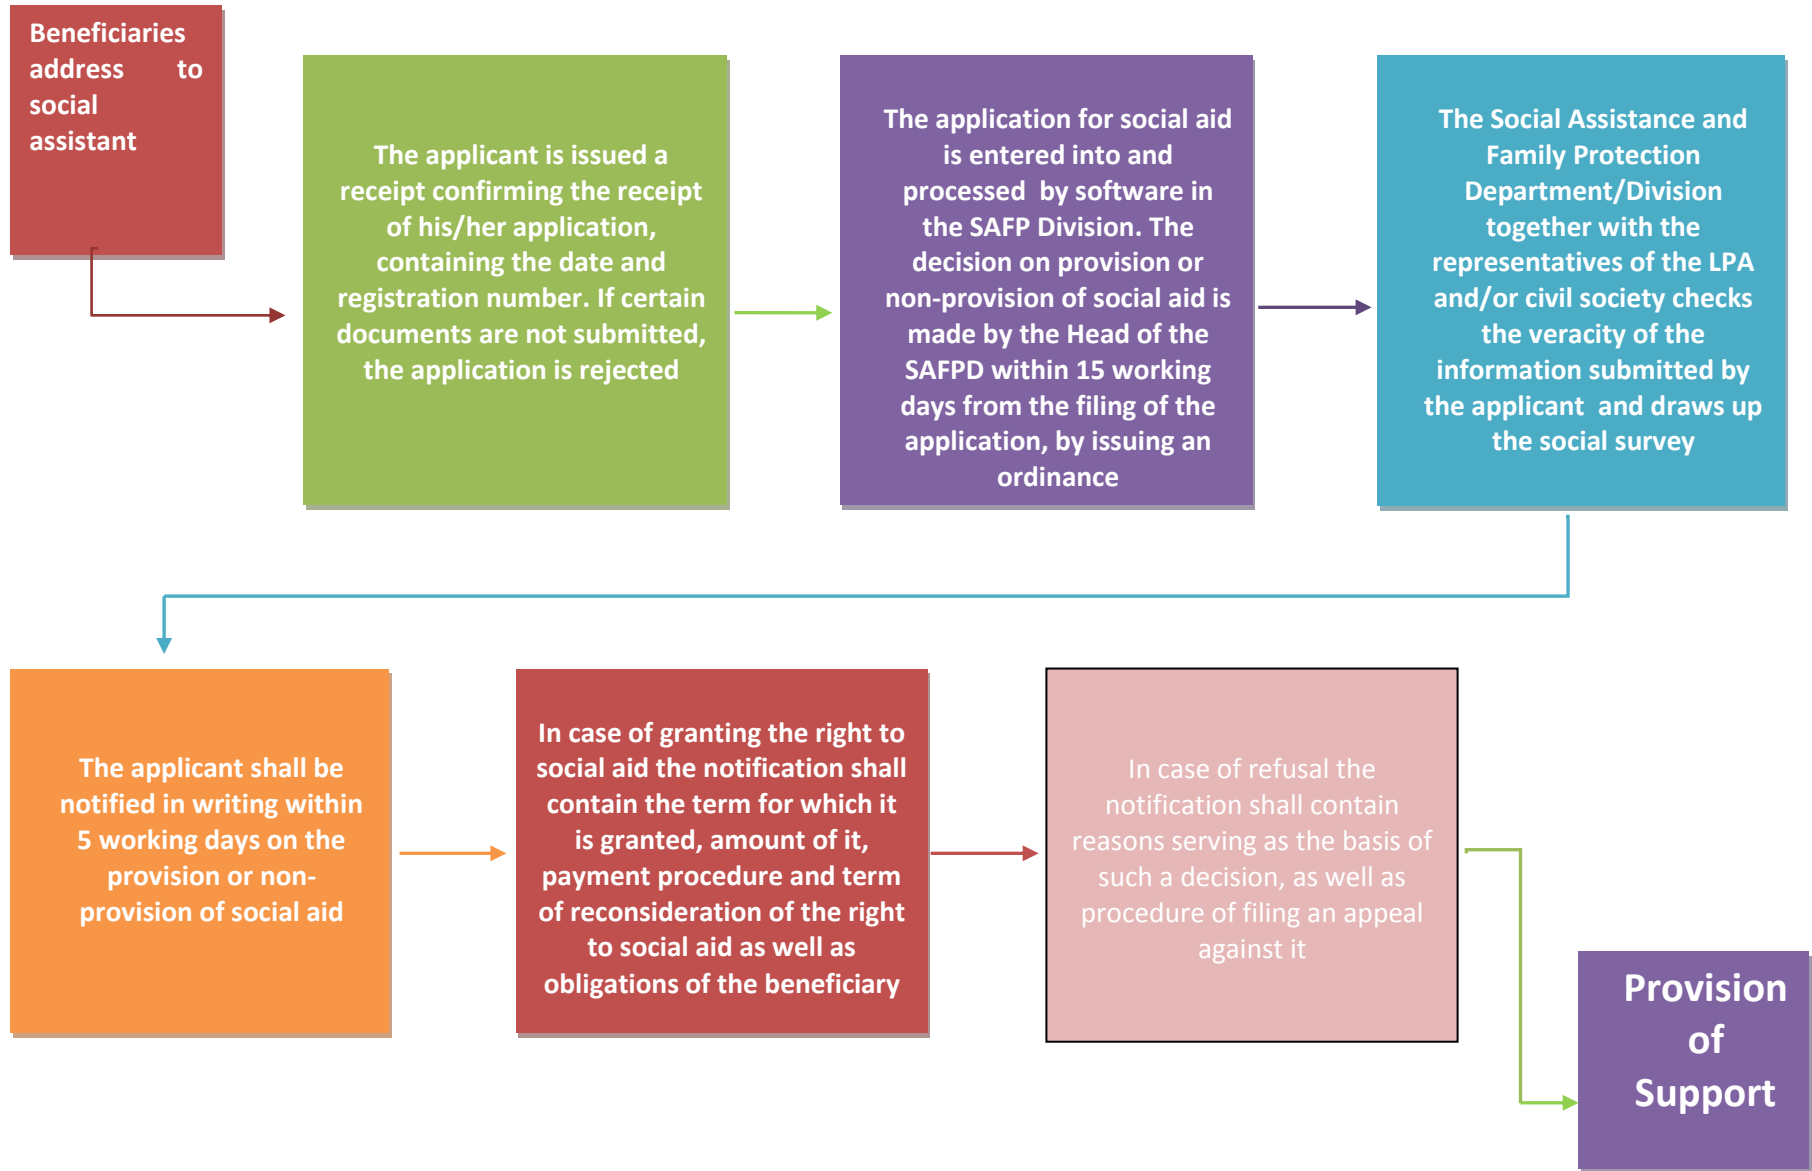 Beneficiaries
address to
social
assistant
The applicant is issued a
receipt confirming the receipt
of his/her application,
containing the date and
registration number. If certain
documents are not submitted,
the application is rejected
The application for social aid
is entered into and
processed by software in
the SAFP Division. The
decision on provision or
non-provision of social aid is
made by the Head of the
SAFPD within 15 working
days from the filing of the
application, by issuing an
ordinance
The Social Assistance and
Family Protection
Department/Division
together with the
representatives of the LPA
and/or civil society checks
the veracity of the
information submitted by
the applicant and draws up
the social survey
The applicant shall be
notified in writing within
5 working days on the
provision or non-
provision of social aid
In case of granting the right to
social aid the notification shall
contain the term for which it
is granted, amount of it,
payment procedure and term
of reconsideration of the right
to social aid as well as
obligations of the beneficiary
In case of refusal the
notification shall contain
reasons serving as the basis of
such a decision, as well as
procedure of filing an appeal
against it
Provision
of
Support